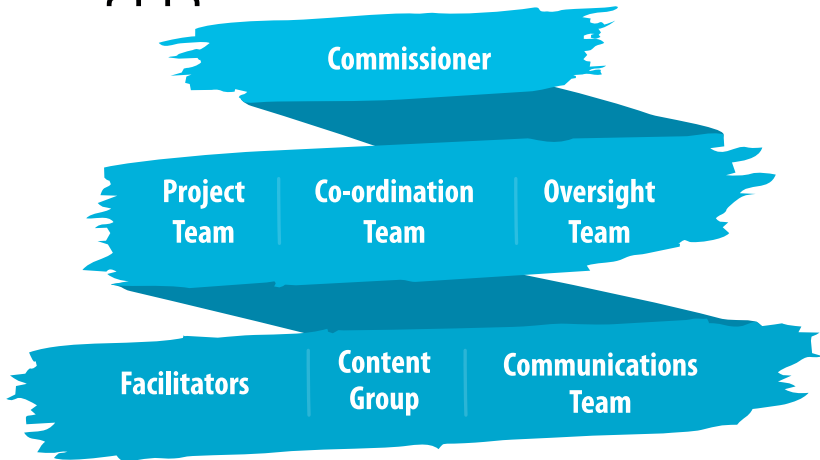 Commissioner
Project Team
Co-ordination Team
Oversight Team
Facilitators
Content Group
Communications Team